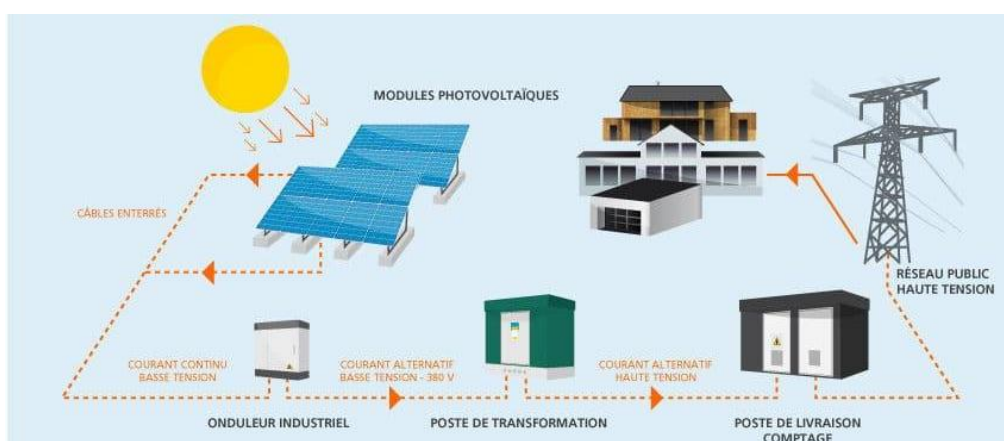 MODULES PHOTOVOLTAÏQUES
CÂBLES ENTERRÉS
RÉSEAU PUBLIC
HAUTE TENSION
COURANT CONTINU
BASSE TENSION
COURANT ALTERNATIF
BASSE TENSION - 380 V
COURANT ALTERNATIF
HAUTE TENSION
ONDULEUR INDUSTRIEL
POSTE DE TRANSFORMATION
POSTE DE LIVRAISON
COMPTAGE